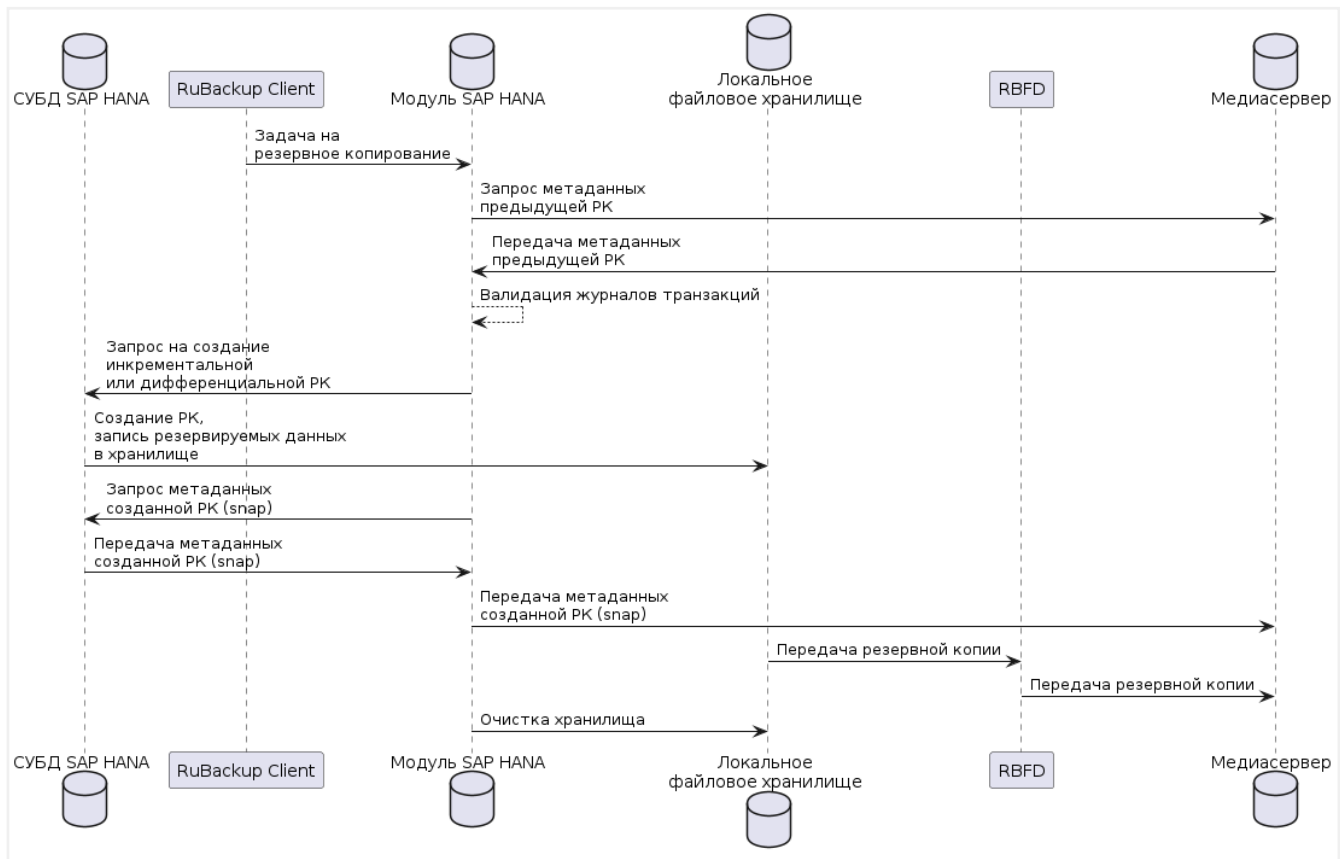 СУБД SAP HANA
RuBackup Client
Модуль SAP HANA
Локальное
файловое хранилище
RBFD
Медиасервер
Задача на
резервное копирование
Запрос метаданных
предыдущей РК
Передача метаданных
предыдущей РК
Валидация журналов транзакций
Запрос на создание
инкрементальной
или дифференциальной РК
Создание РК,
запись резервируемых данных
в хранилище
Запрос метаданных
созданной РК (snap)
Передача метаданных
созданной РК (snap)
Передача метаданных
созданной РК (snap)
Передача резервной копии
Передача резервной копии
Очистка хранилища
СУБД SAP HANA
RuBackup Client
Модуль SAP HANA
Локальное
файловое хранилище
RBFD
Медиасервер